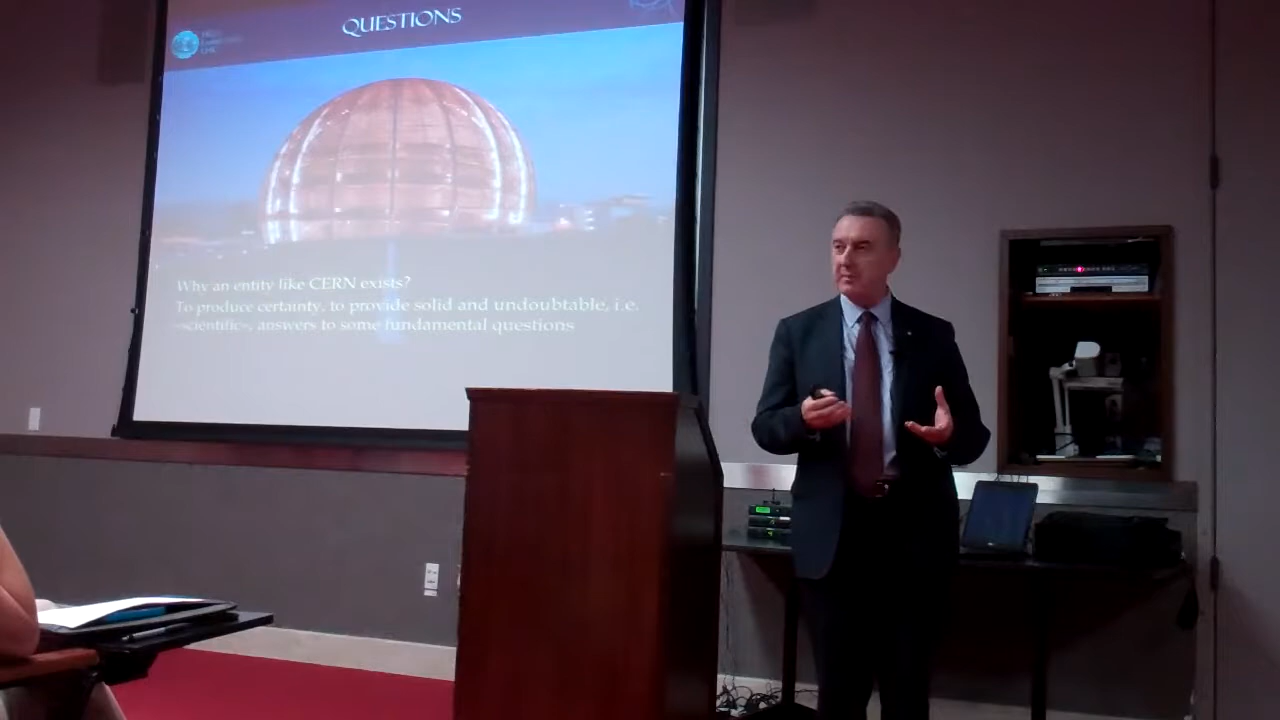 QUESTIONS
Why an entity like CERN exists?
To produce certainty, to provide solid and undoubtable, i.e.
«scientific», answers to some fundamental questions